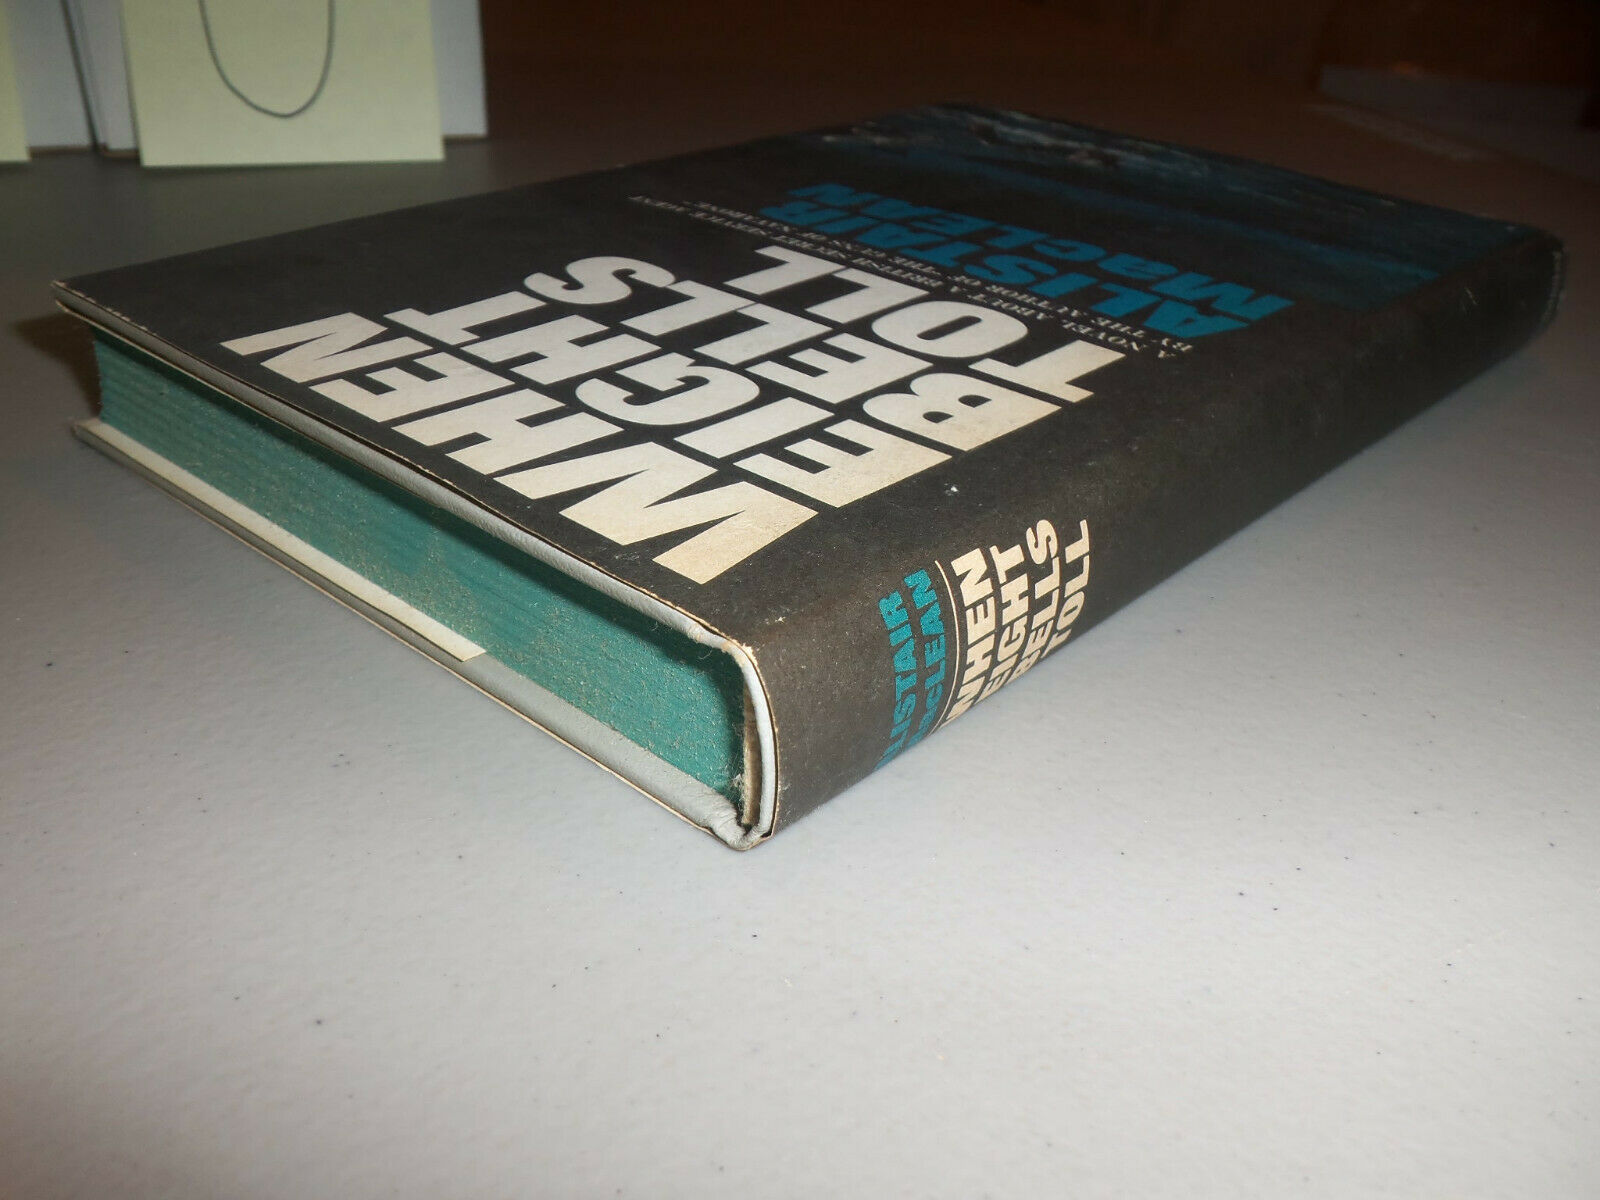 WHEN
EIGHT
BELLS
TOLL
A NOVEL ABOUT A BRITISH SECRET SERVICE AGENT
BY THE AUTHOR OF "THE GUNS OF NAVARONE"
ALISTAIR
MacLEAN
ALISTAIR
MacLEAN
WHEN
EIGHT
BELLS
TOLL